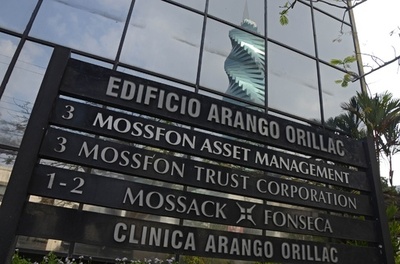 EDIFICIO ARANGO ORILLAC
3 MOSSFON ASSET MANAGEMENT
3 MOSSFON TRUST CORPORATION
1-2 MOSSACK FONSECA
CLINICA ARANGO ORILLAC